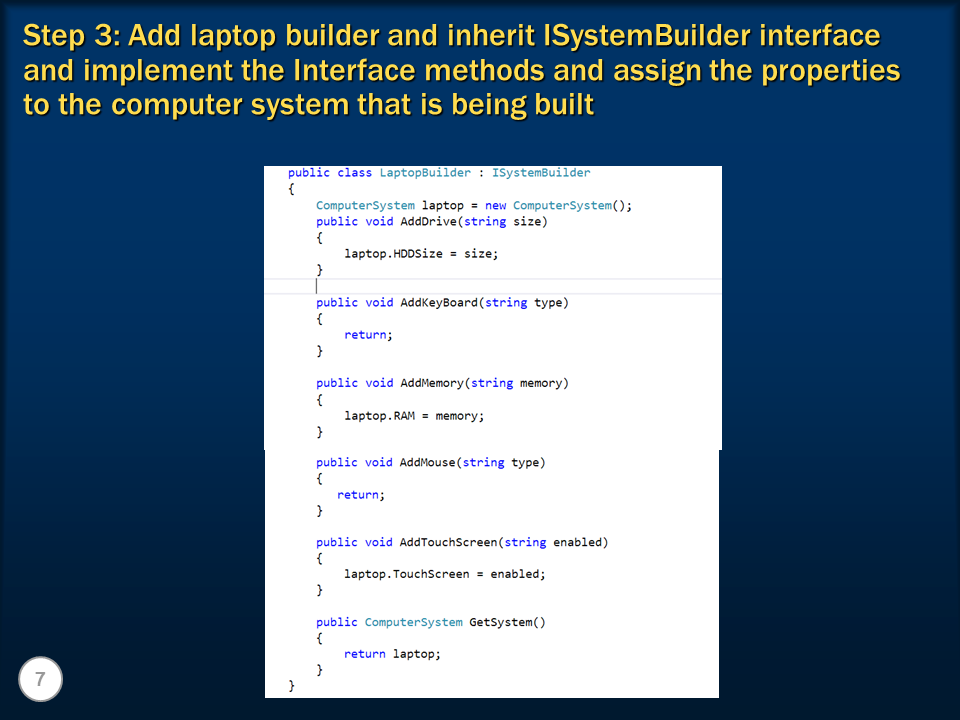 Step 3: Add laptop builder and inherit ISystemBuilder interface
and implement the Interface methods and assign the properties
to the computer system that is being built
public class LaptopBuilder : ISystemBuilder
{
ComputerSystem laptop = new ComputerSystem();
public void AddDrive(string size)
{
laptop.HDDSize = size;
}
public void AddKeyBoard(string type)
{
return;
}
public void AddMemory(string memory)
{
laptop.RAM = memory;
}
public void AddMouse(string type)
{
return;
}
public void AddTouchScreen(string enabled)
{
laptop.TouchScreen = enabled;
}
public ComputerSystem GetSystem()
{
return laptop;
}
}
7